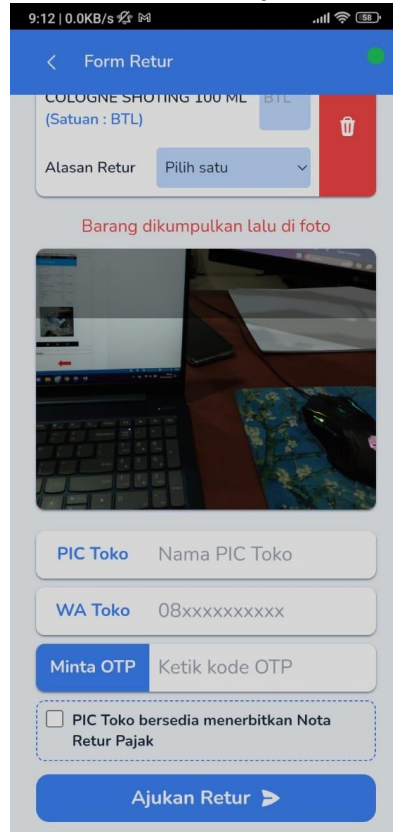 9:12 | 0.0KB/s
58
Form Retur
COLOGNE SHOTING 100 ML
BTL
(Satuan : BTL)
Alasan Retur
Pilih satu
Barang dikumpulkan lalu di foto
PIC Toko
Nama PIC Toko
WA Toko
08xxxxxxxxxx
Minta OTP
Ketik kode OTP
PIC Toko bersedia menerbitkan Nota
Retur Pajak
Ajukan Retur